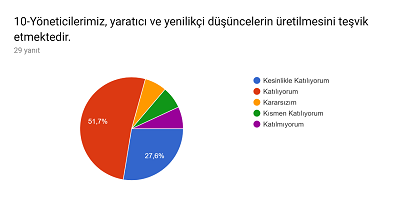 10-Yöneticilerimiz, yaratıcı ve yenilikçi düşüncelerin üretilmesini teşvik
etmektedir.
29 yanıt
Kesinlikle Katılıyorum
Katılıyorum
Kararsızım
Kısmen Katılıyorum
Katılmıyorum
51,7%
27,6%